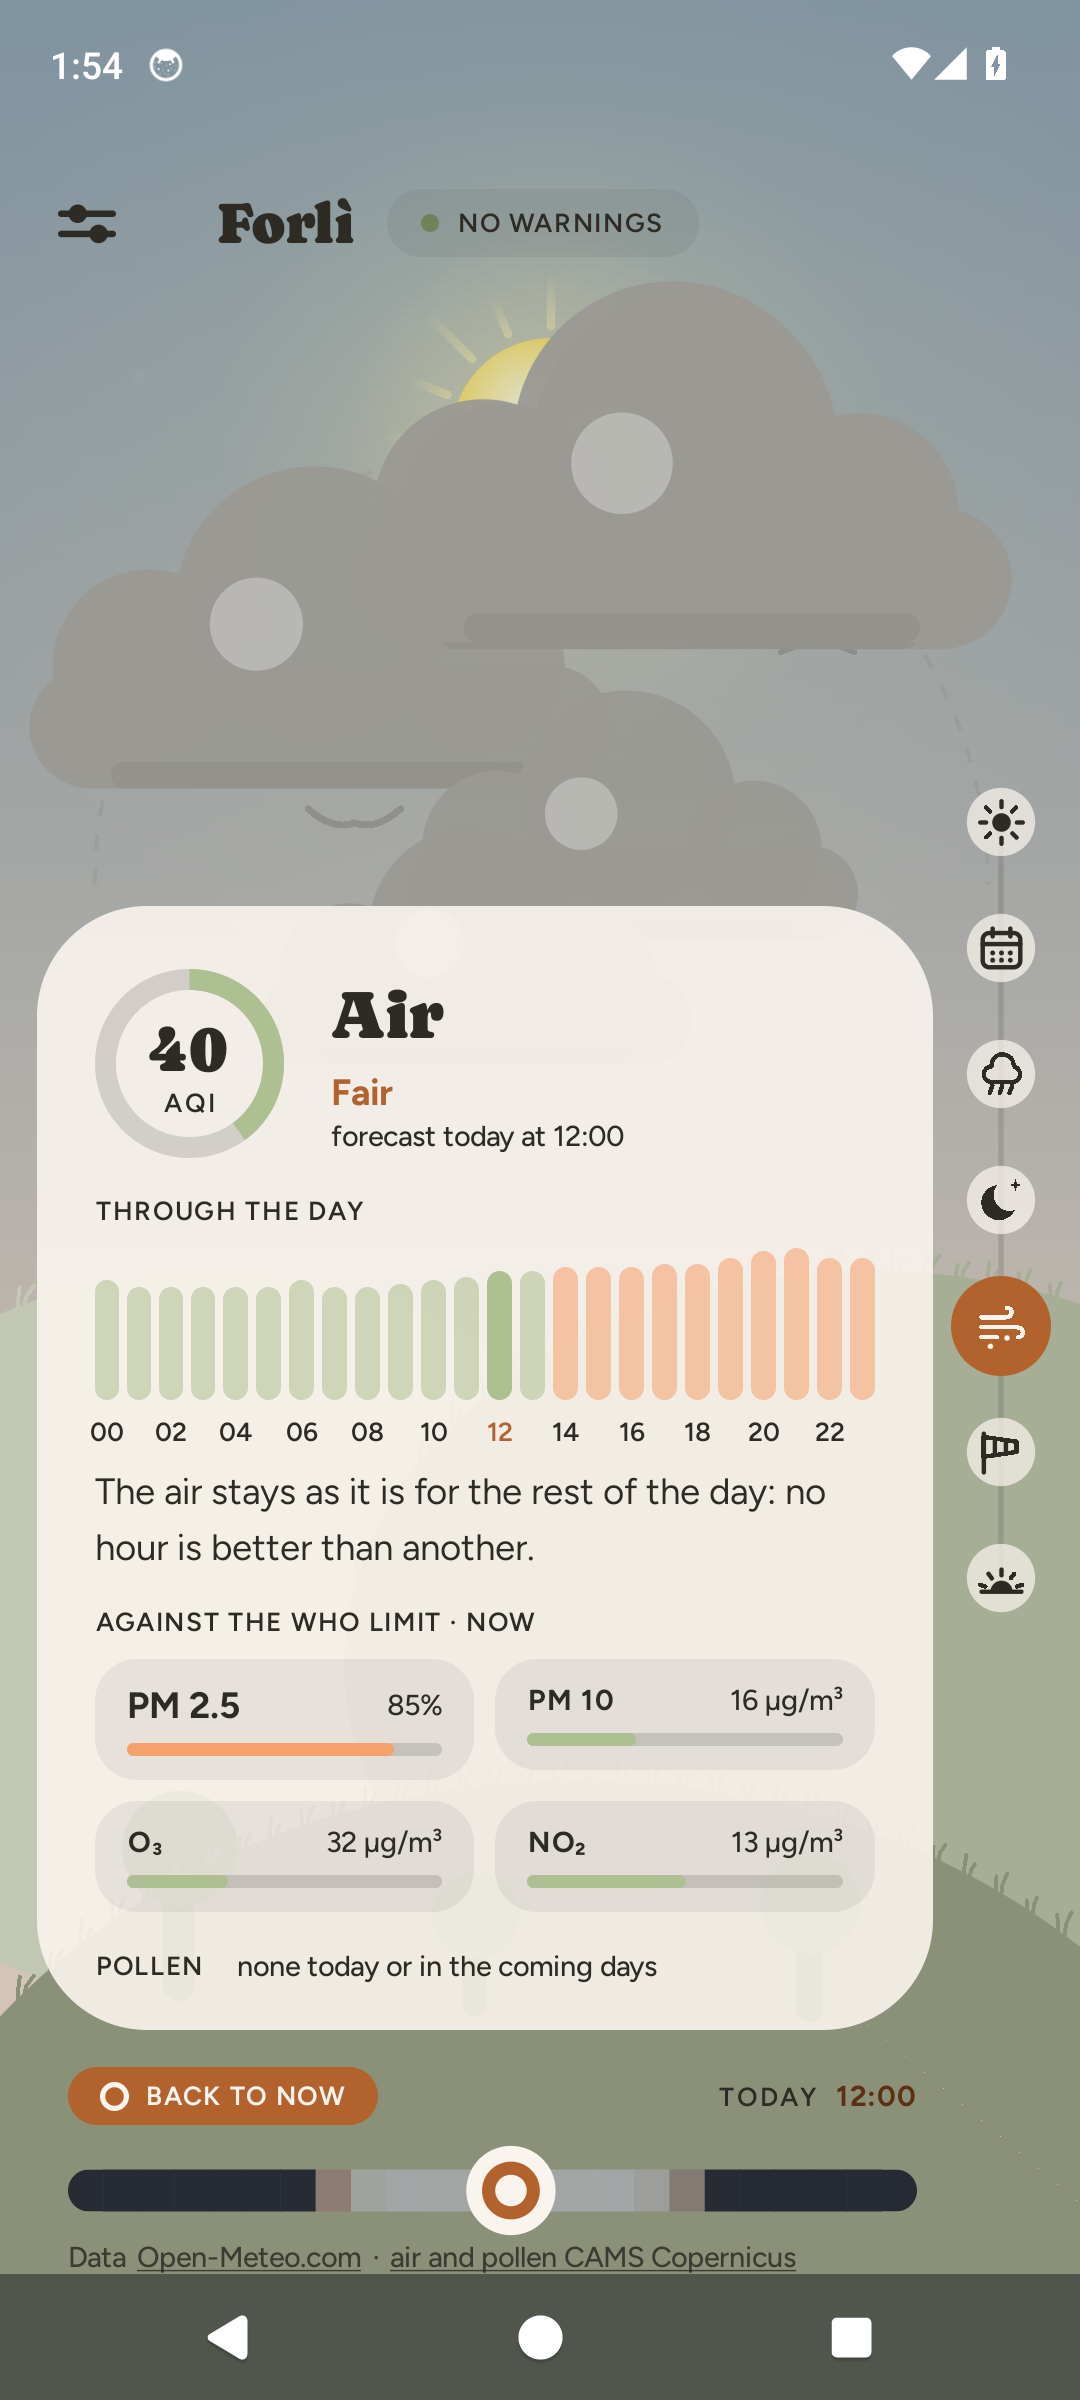 1:54
Forlì
NO WARNINGS
40
AQI
Air
Fair
forecast today at 12:00
THROUGH THE DAY
00 02 04 06 08 10 12 14 16 18 20 22
The air stays as it is for the rest of the day: no
hour is better than another.
AGAINST THE WHO LIMIT · NOW
PM 2.5 85%
PM 10 16 µg/m³
O₃ 32 µg/m³
NO₂ 13 µg/m³
POLLEN none today or in the coming days
BACK TO NOW
TODAY 12:00
Data Open-Meteo.com · air and pollen CAMS Copernicus